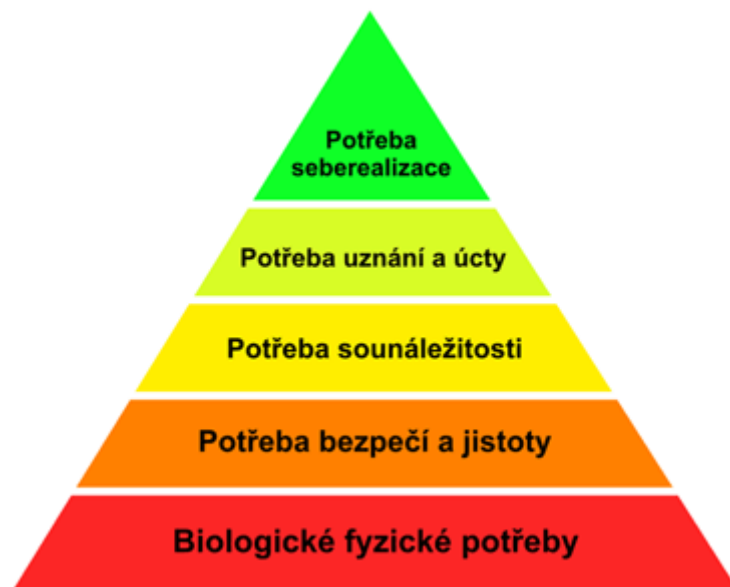 Potřeba
seberealizace
Potřeba uznání a úcty
Potřeba sounáležitosti
Potřeba bezpečí a jistoty
Biologické fyzické potřeby